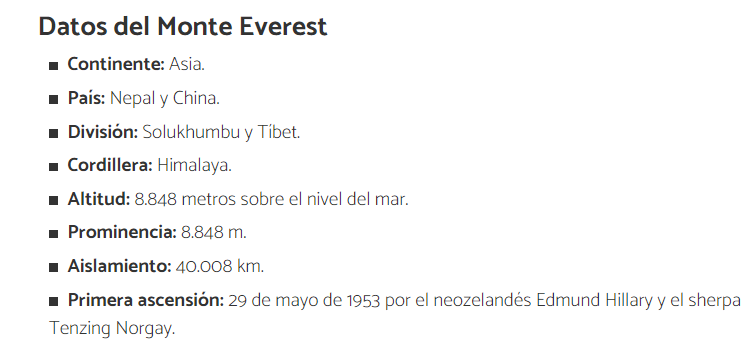 Datos del Monte Everest
Continente: Asia.
País: Nepal y China.
División: Solukhumbu y Tíbet.
Cordillera: Himalaya.
Altitud: 8.848 metros sobre el nivel del mar.
Prominencia: 8.848 m.
Aislamiento: 40.008 km.
Primera ascensión: 29 de mayo de 1953 por el neozelandés Edmund Hillary y el sherpa
Tenzing Norgay.